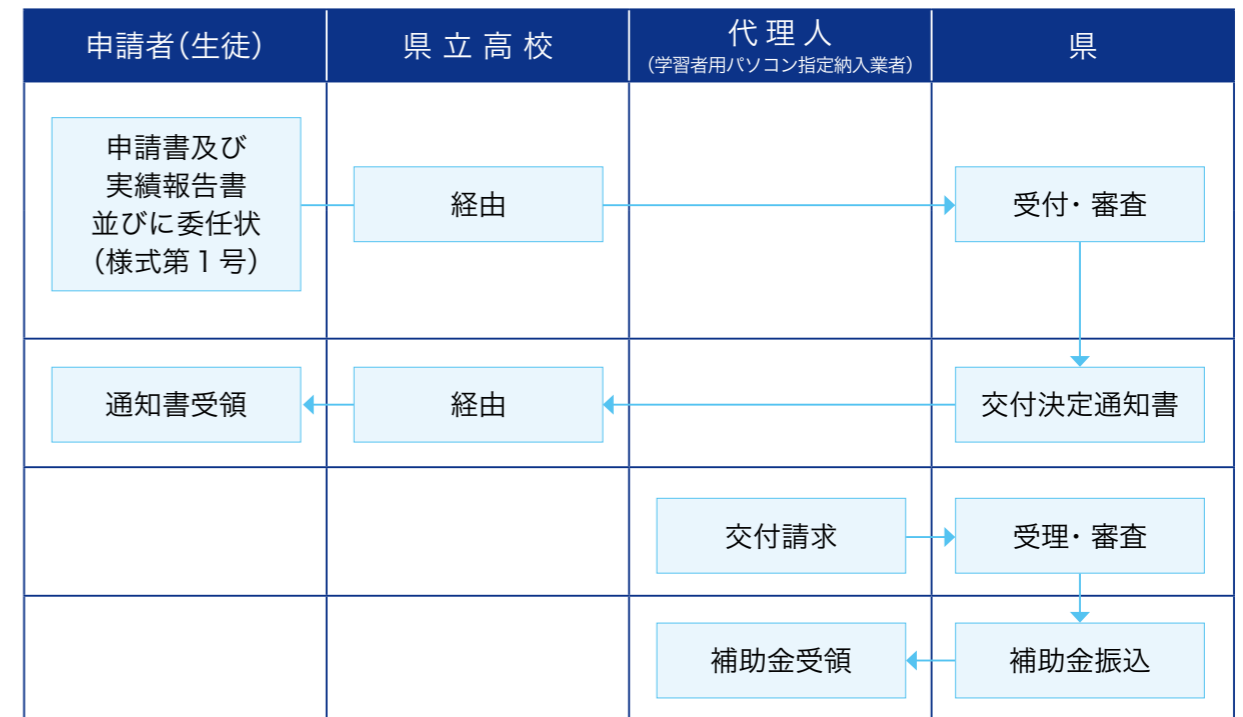 申請者(生徒)
県立高校
代理人
(学習者用パソコン指定納入業者)
県
申請書及び
実績報告書
並びに委任状
(様式第1号)
経由
受付・審査
通知書受領
経由
交付決定通知書
交付請求
受理・審査
補助金受領
補助金振込